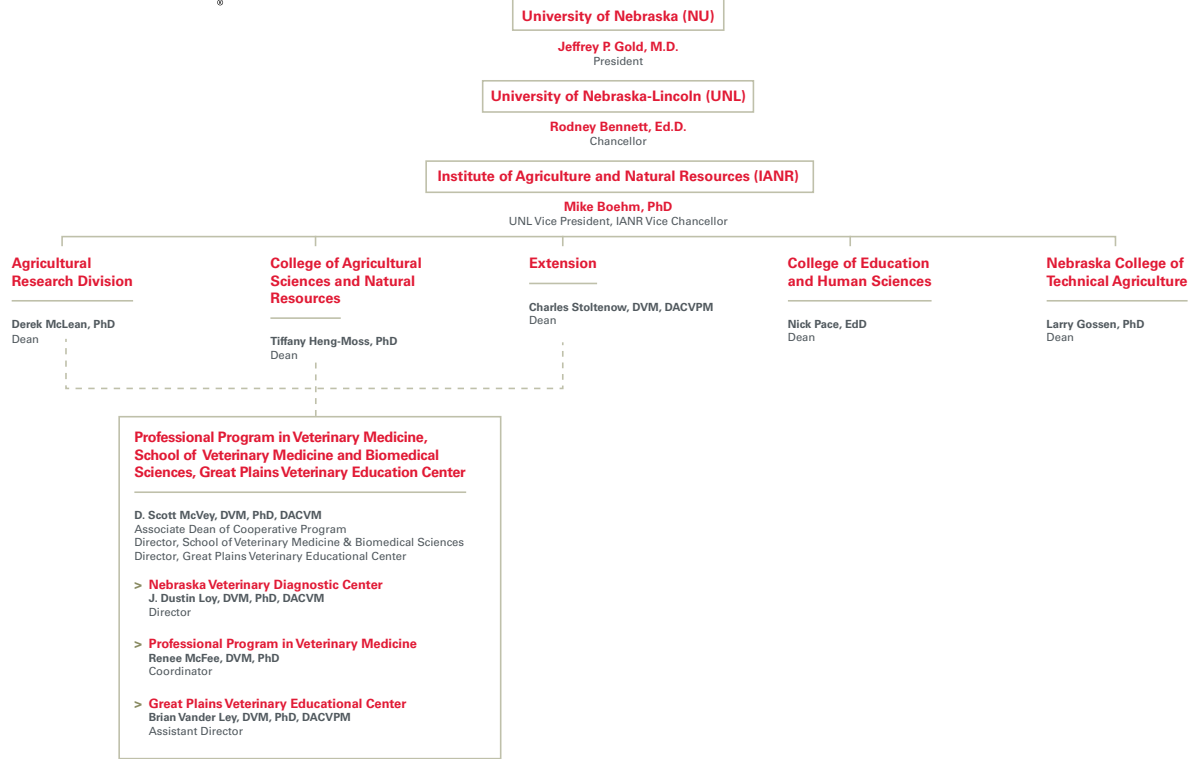 ®
University of Nebraska (NU)
Jeffrey P. Gold, M.D.
President
University of Nebraska-Lincoln (UNL)
Rodney Bennett, Ed.D.
Chancellor
Institute of Agriculture and Natural Resources (IANR)
Mike Boehm, PhD
UNL Vice President, IANR Vice Chancellor
Agricultural
Research Division
Derek McLean, PhD
Dean
College of Agricultural
Sciences and Natural
Resources
Tiffany Heng-Moss, PhD
Dean
Extension
Charles Stoltenow, DVM, DACVPM
Dean
College of Education
and Human Sciences
Nick Pace, EdD
Dean
Nebraska College of
Technical Agriculture
Larry Gossen, PhD
Dean
Professional Program in Veterinary Medicine,
School of Veterinary Medicine and Biomedical
Sciences, Great Plains Veterinary Education Center
D. Scott McVey, DVM, PhD, DACVM
Associate Dean of Cooperative Program
Director, School of Veterinary Medicine & Biomedical Sciences
Director, Great Plains Veterinary Educational Center
> Nebraska Veterinary Diagnostic Center
J. Dustin Loy, DVM, PhD, DACVM
Director
> Professional Program in Veterinary Medicine
Renee McFee, DVM, PhD
Coordinator
> Great Plains Veterinary Educational Center
Brian Vander Ley, DVM, PhD, DACVPM
Assistant Director